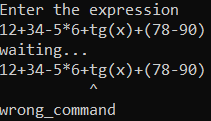 Enter the expression
12+34-5*6+tg(x)+(78-90)
waiting...
12+34-5*6+tg(x)+(78-90)
^
wrong_command